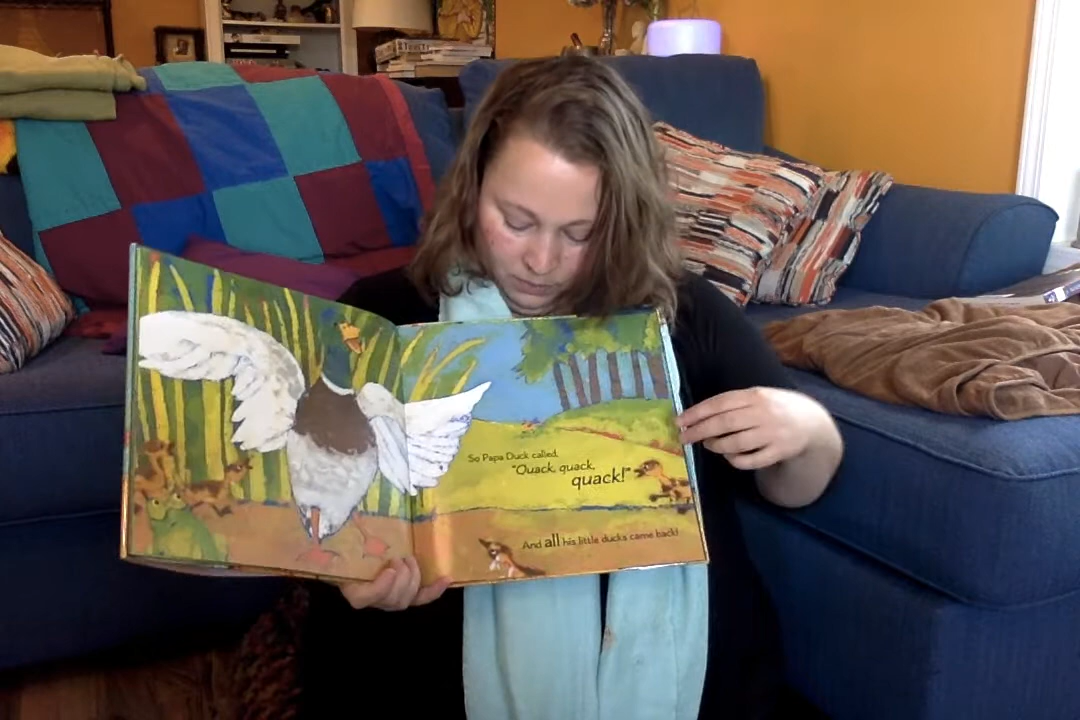 So Papa Duck called,
"Quack, quack,
quack!"
And all his little ducks came back!